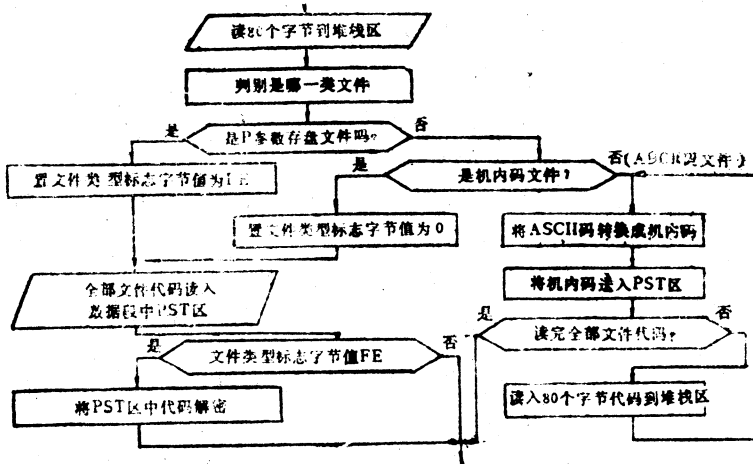 读80个字节到堆栈区
判别是哪一类文件
是
是P参数存盘文件吗?
否
置文件类型标志字节值为FE
是
是机内码文件?
否(ASCII码文件)
置文件类型标志字节值为0
将ASCII码转换成机内码
全部文件代码读入
数据段中PST区
将机内码送入PST区
是
读完全部文件代码?
否
是
文件类型标志字节值FE
否
将PST区中代码解密
读入80个字节代码到堆栈区